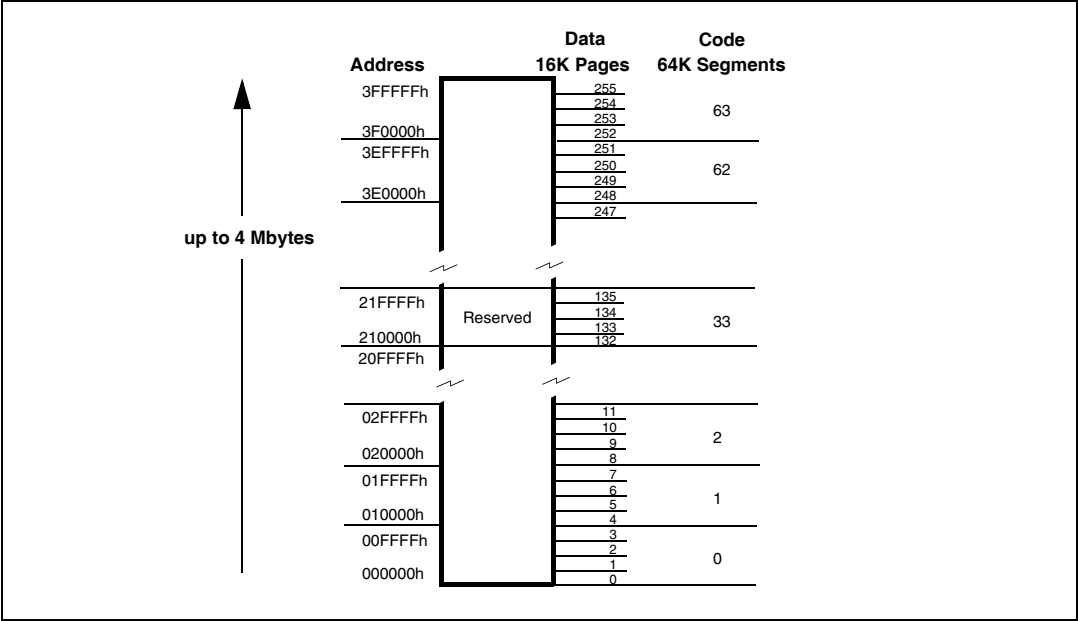 Data Code
Address 16K Pages 64K Segments
3FFFFFh 255
254
253 63
3F0000h 252
3EFFFFh 251
250 62
249
3E0000h 248
247
up to 4 Mbytes
21FFFFh 135
Reserved 134 33
133
210000h 132
20FFFFh
02FFFFh 11
10
9 2
020000h 8
01FFFFh 7
6
5 1
010000h 4
00FFFFh 3
2
1 0
000000h 0